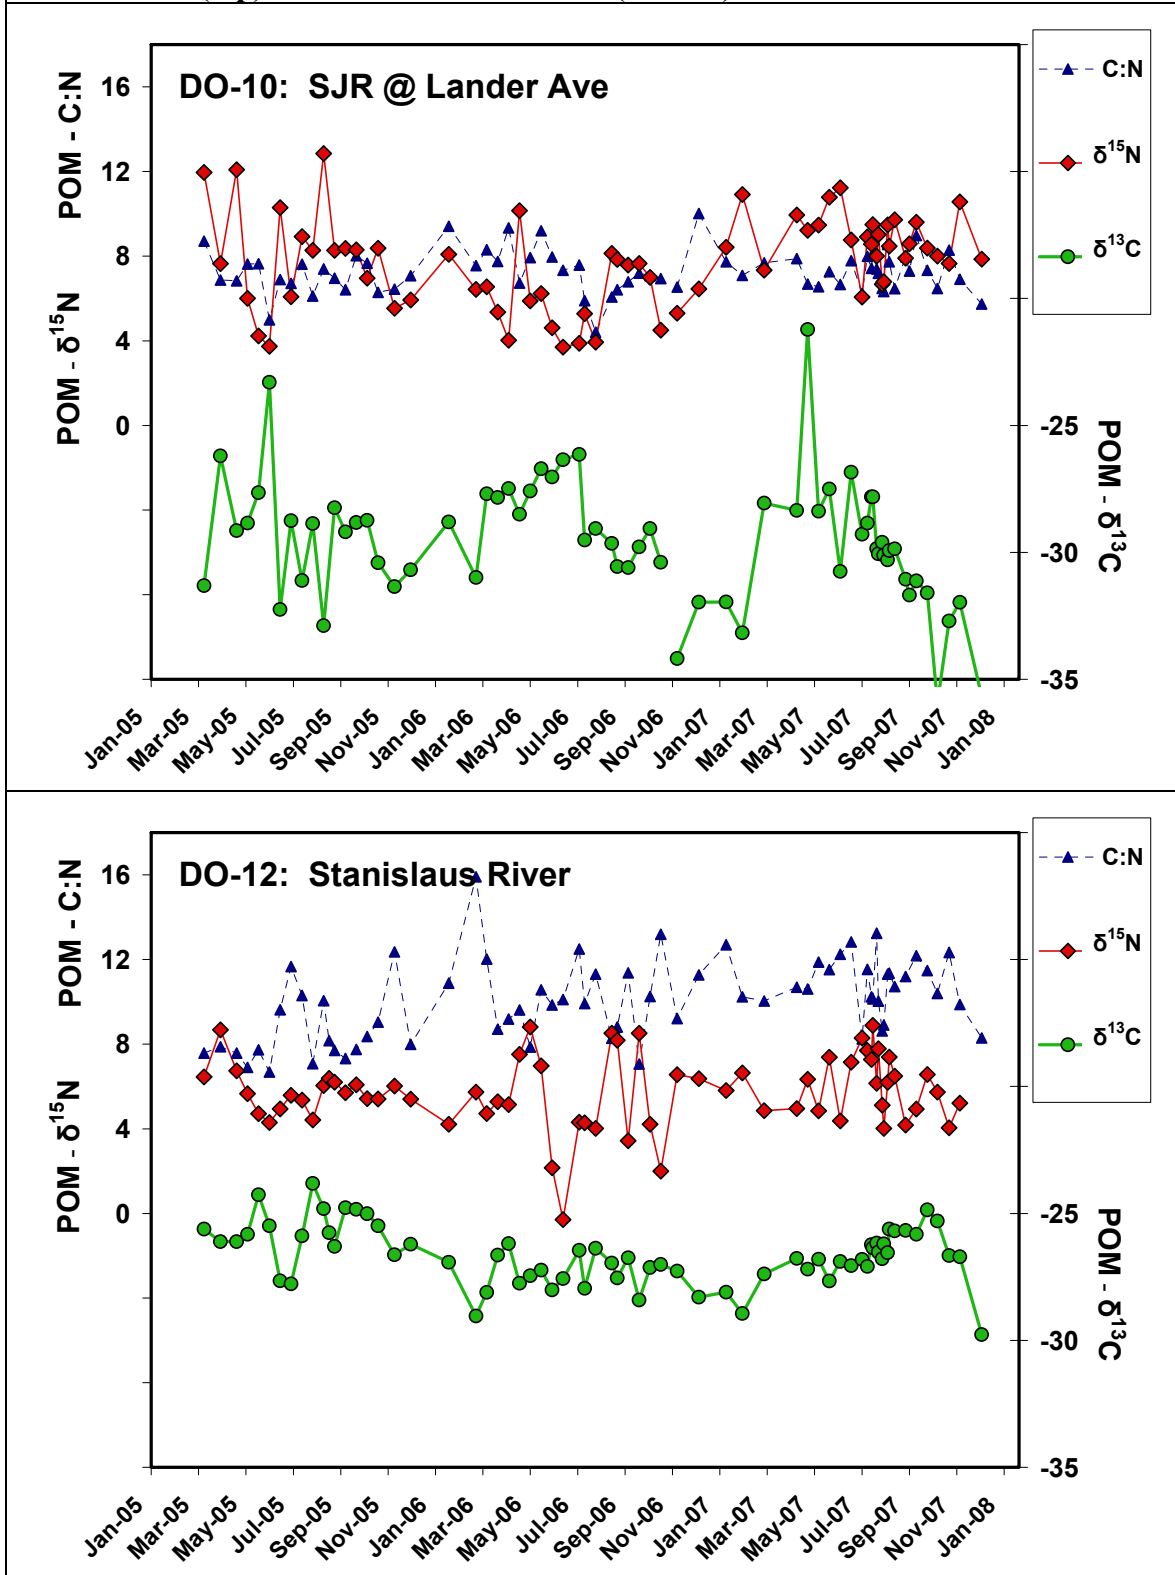 DO-10: SJR @ Lander Ave
POM - C:N
POM - δ15N
16
12
8
4
0
-25
-30
-35
POM - δ13C
Jan-05
Mar-05
May-05
Jul-05
Sep-05
Nov-05
Jan-06
Mar-06
May-06
Jul-06
Sep-06
Nov-06
Jan-07
Mar-07
May-07
Jul-07
Sep-07
Nov-07
Jan-08
C:N
δ15N
δ13C
DO-12: Stanislaus River
POM - C:N
POM - δ15N
16
12
8
4
0
-25
-30
-35
POM - δ13C
Jan-05
Mar-05
May-05
Jul-05
Sep-05
Nov-05
Jan-06
Mar-06
May-06
Jul-06
Sep-06
Nov-06
Jan-07
Mar-07
May-07
Jul-07
Sep-07
Nov-07
Jan-08
C:N
δ15N
δ13C